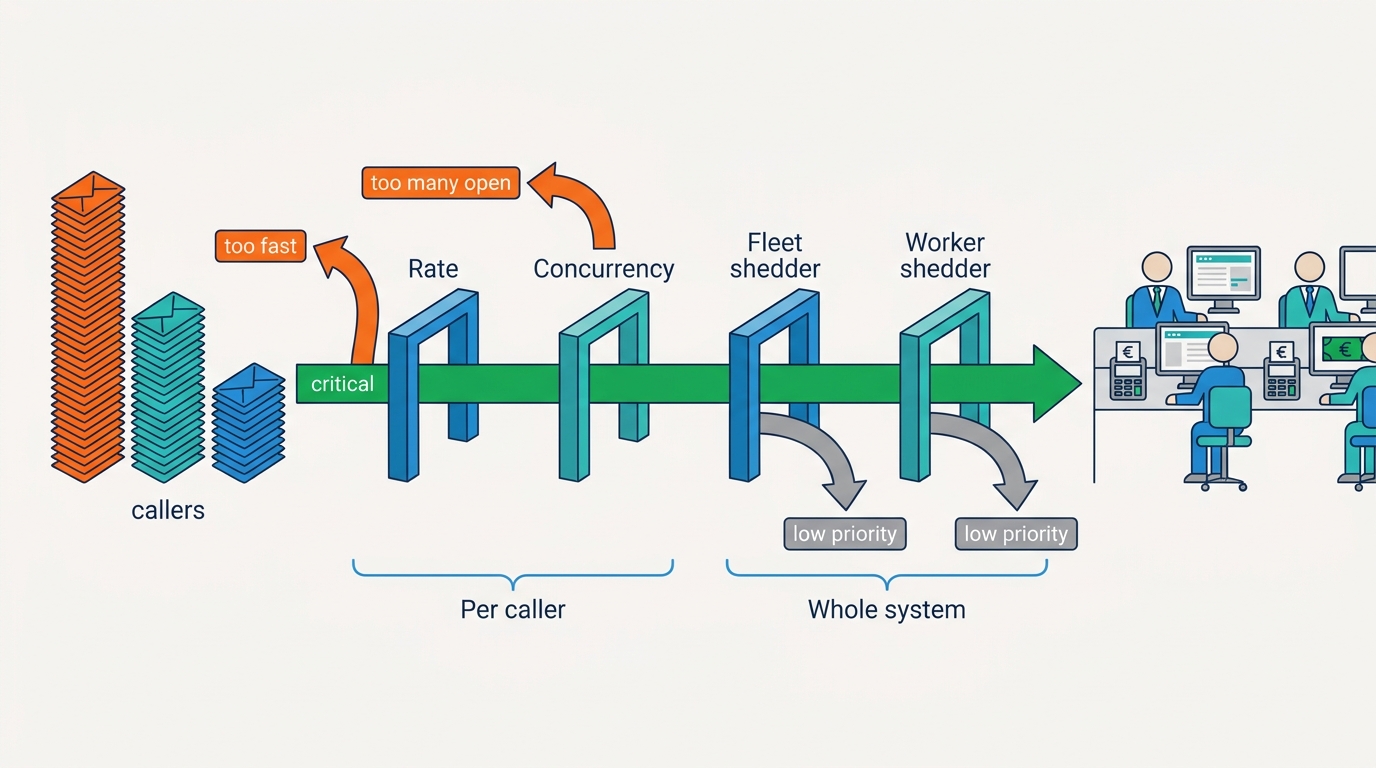 too many open
too fast
Rate
Concurrency
Fleet
shedder
Worker
shedder
critical
€
€
€
callers
low priority
low priority
Per caller
Whole system